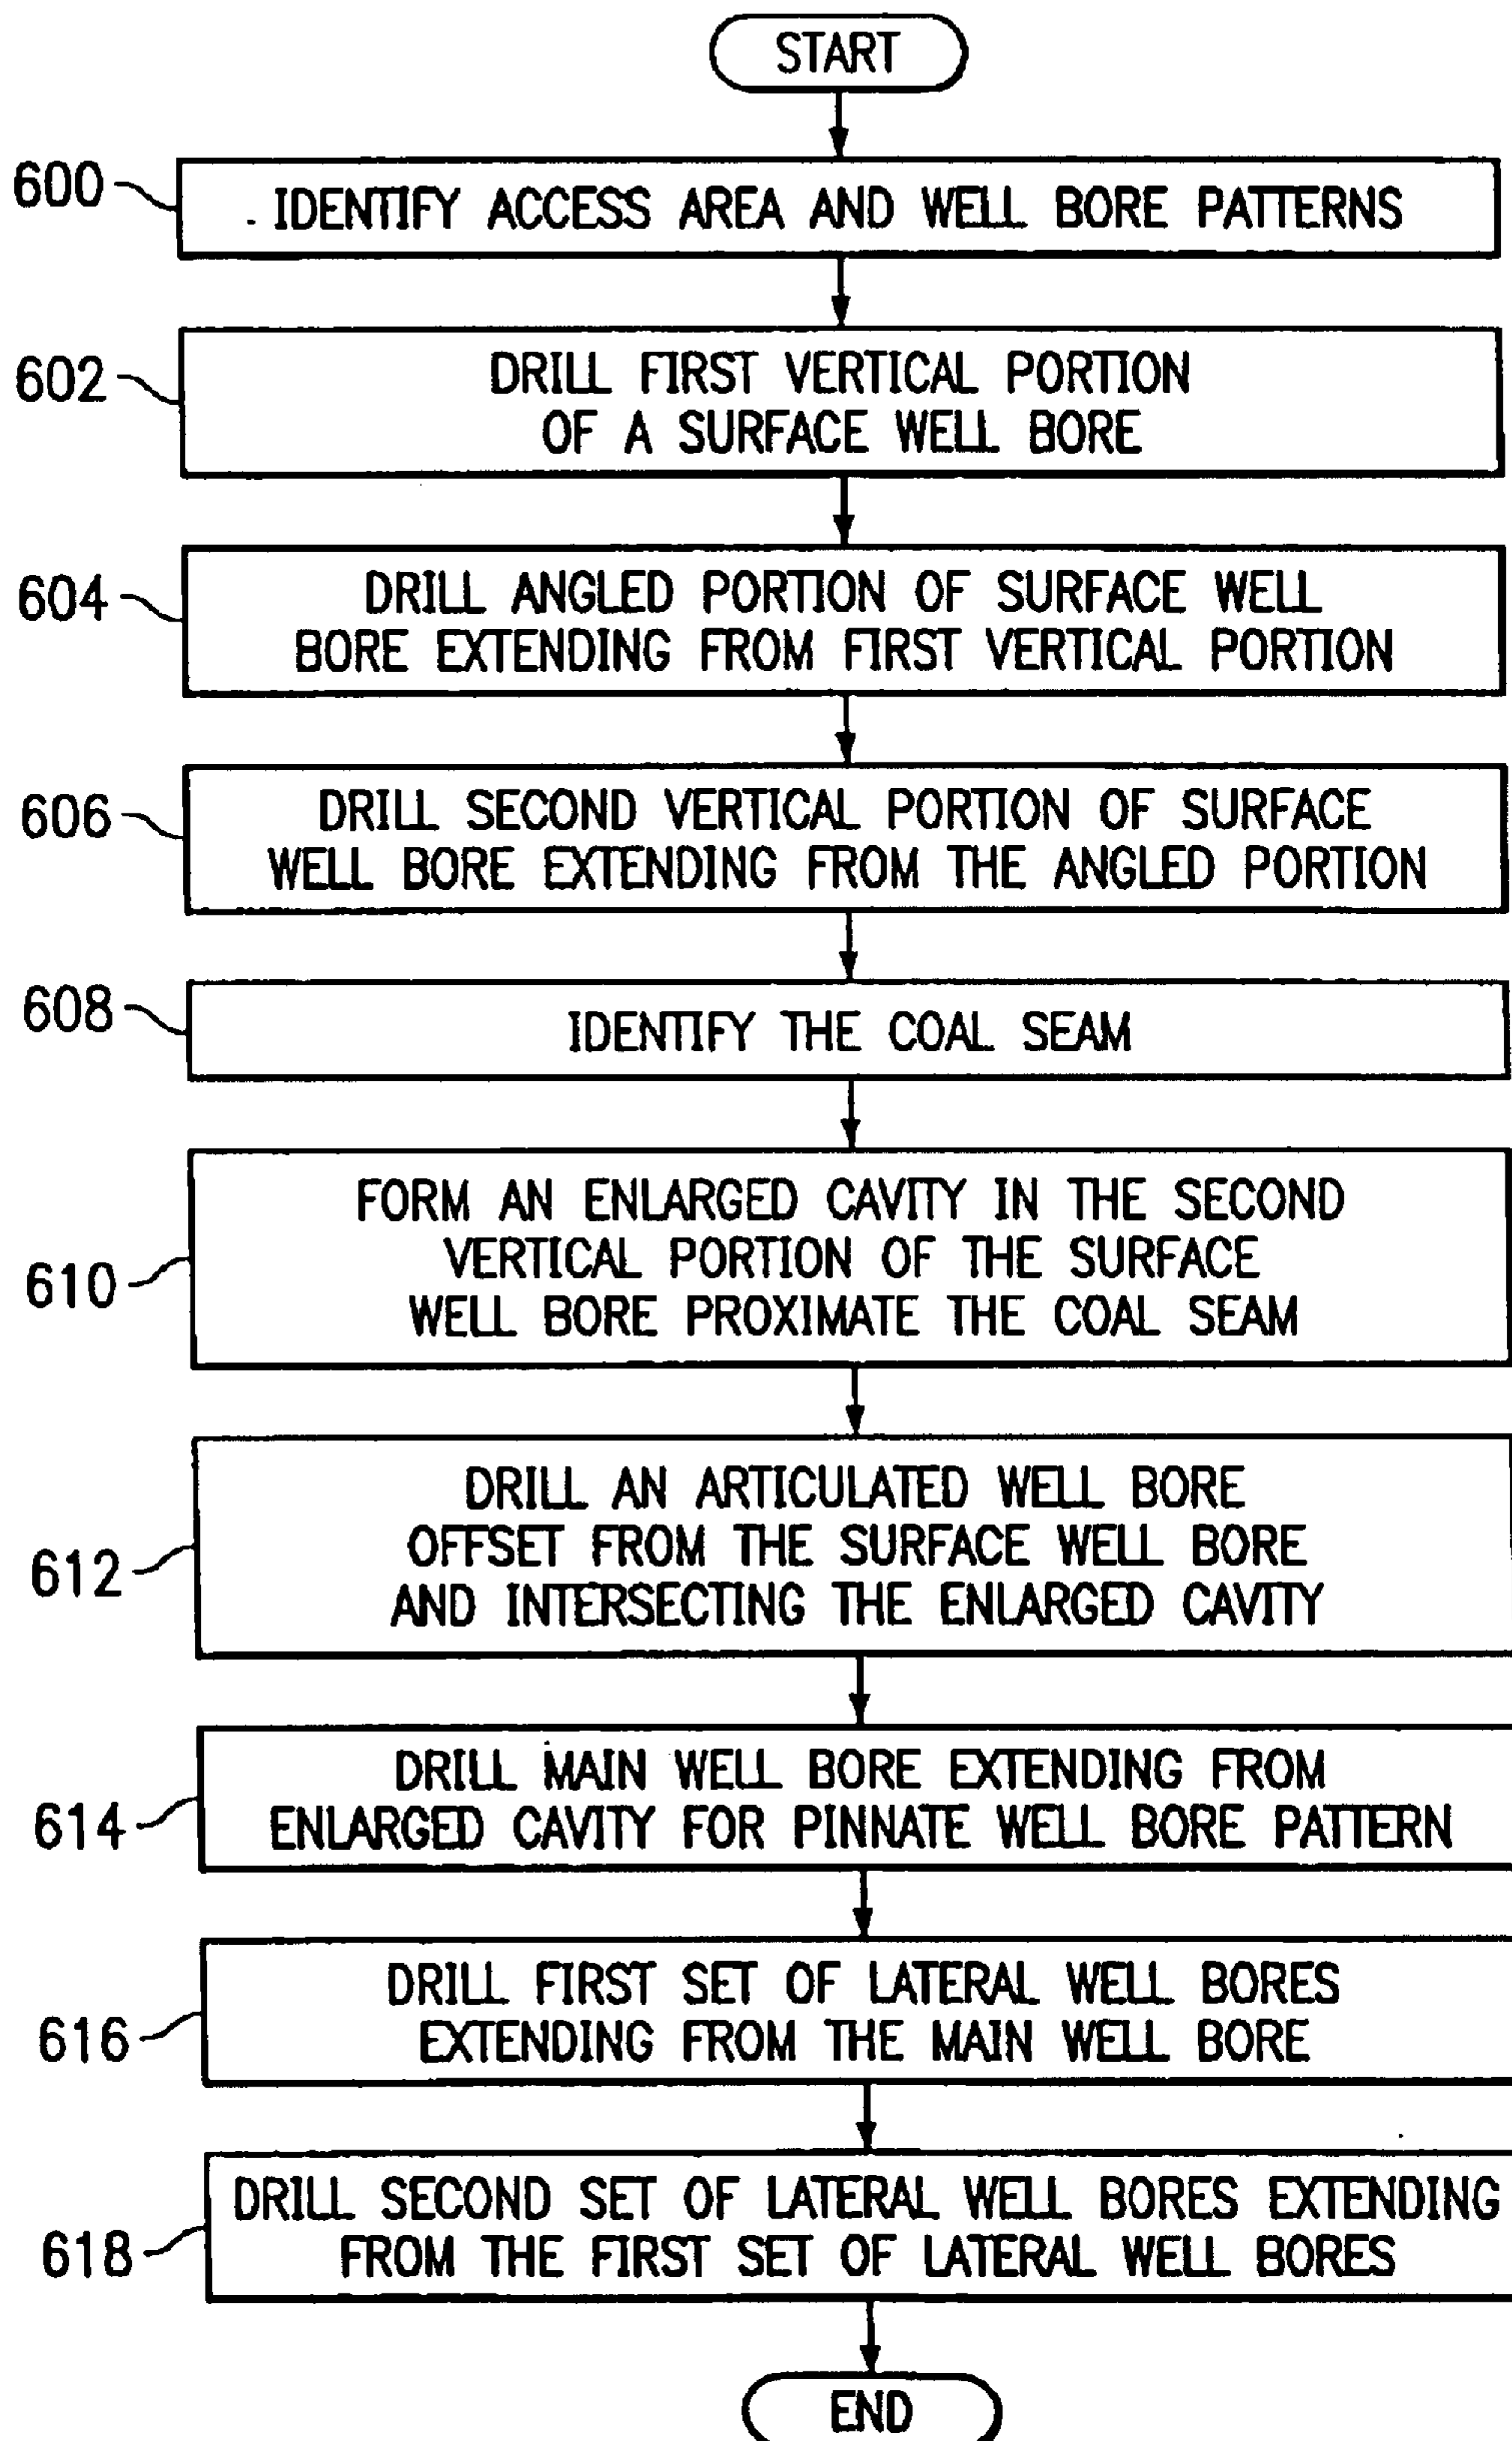 START
600
IDENTIFY ACCESS AREA AND WELL BORE PATTERNS
602
DRILL FIRST VERTICAL PORTION
OF A SURFACE WELL BORE
604
DRILL ANGLED PORTION OF SURFACE WELL
BORE EXTENDING FROM FIRST VERTICAL PORTION
606
DRILL SECOND VERTICAL PORTION OF SURFACE
WELL BORE EXTENDING FROM THE ANGLED PORTION
608
IDENTIFY THE COAL SEAM
610
FORM AN ENLARGED CAVITY IN THE SECOND
VERTICAL PORTION OF THE SURFACE
WELL BORE PROXIMATE THE COAL SEAM
612
DRILL AN ARTICULATED WELL BORE
OFFSET FROM THE SURFACE WELL BORE
AND INTERSECTING THE ENLARGED CAVITY
614
DRILL MAIN WELL BORE EXTENDING FROM
ENLARGED CAVITY FOR PINNATE WELL BORE PATTERN
616
DRILL FIRST SET OF LATERAL WELL BORES
EXTENDING FROM THE MAIN WELL BORE
618
DRILL SECOND SET OF LATERAL WELL BORES EXTENDING
FROM THE FIRST SET OF LATERAL WELL BORES
END